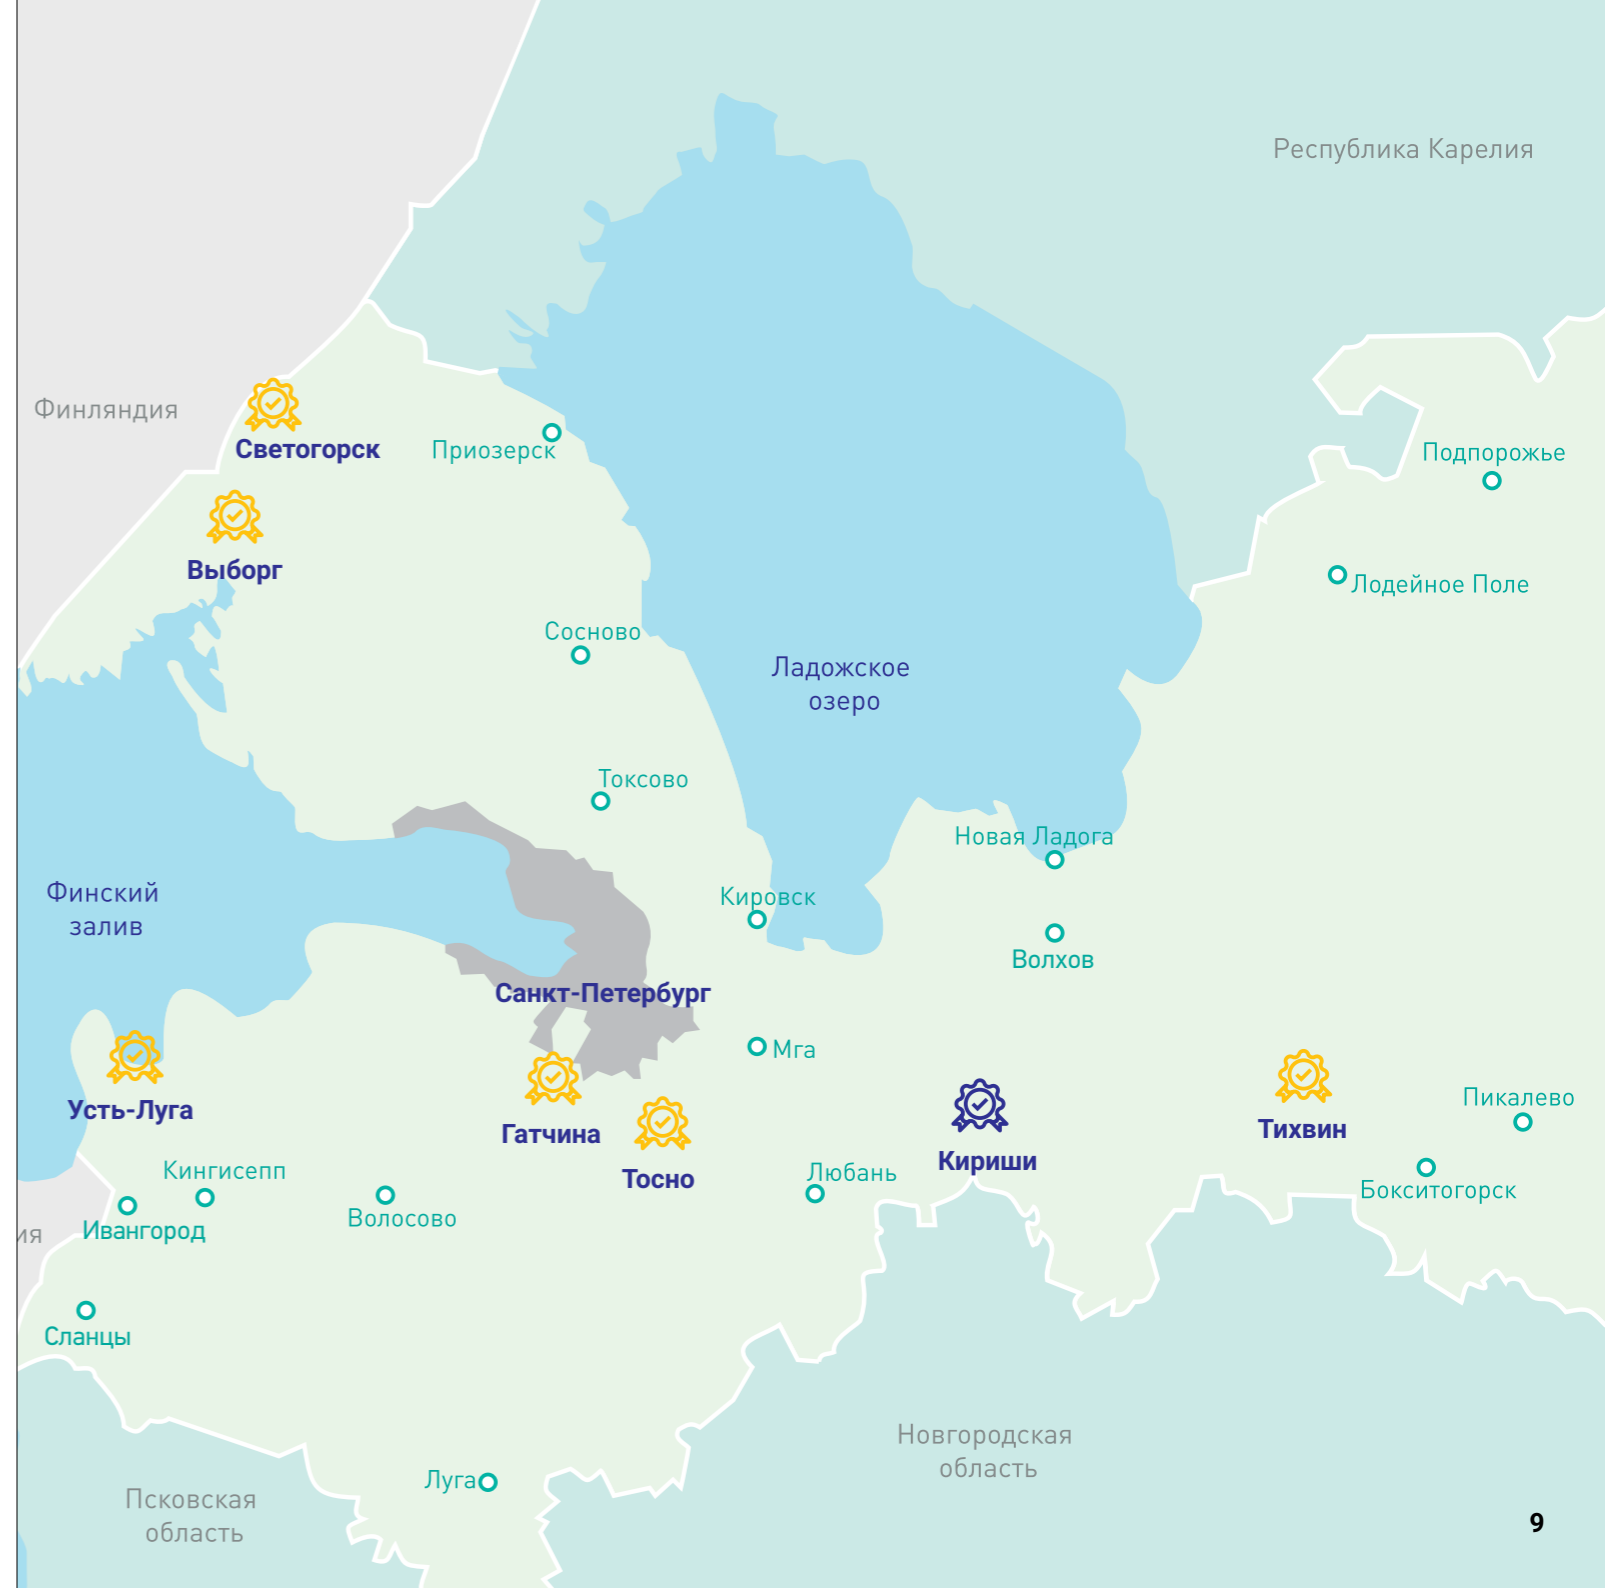 Республика Карелия
Финляндия
Светогорск
Приозерск
Подпорожье
Выборг
Лодейное Поле
Сосново
Ладожское
озеро
Токсово
Новая Ладога
Финский
залив
Кировск
Волхов
Санкт-Петербург
Мга
Усть-Луга
Гатчина
Тосно
Кириши
Тихвин
Пикалево
Кингисепп
Любань
Бокситогорск
Ивангород
Волосово
ия
Сланцы
Новгородская
область
Луга
Псковская
область
9